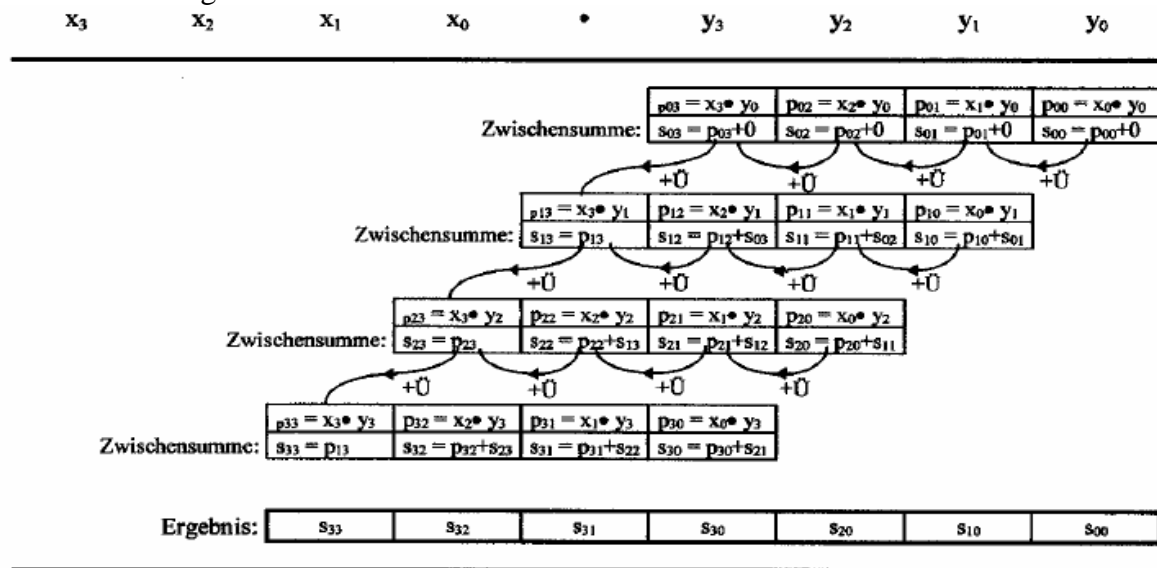 x₃ x₂ x₁ x₀ • y₃ y₂ y₁ y₀
p₀₃ = x₃• y₀ p₀₂ = x₂• y₀ p₀₁ = x₁• y₀ p₀₀ = x₀• y₀
Zwischensumme: s₀₃ = p₀₃+0 s₀₂ = p₀₂+0 s₀₁ = p₀₁+0 s₀₀ = p₀₀+0
+Ü +Ü +Ü +Ü
p₁₃ = x₃• y₁ p₁₂ = x₂• y₁ p₁₁ = x₁• y₁ p₁₀ = x₀• y₁
Zwischensumme: s₁₃ = p₁₃ s₁₂ = p₁₂+s₀₃ s₁₁ = p₁₁+s₀₂ s₁₀ = p₁₀+s₀₁
+Ü +Ü +Ü +Ü
p₂₃ = x₃• y₂ p₂₂ = x₂• y₂ p₂₁ = x₁• y₂ p₂₀ = x₀• y₂
Zwischensumme: s₂₃ = p₂₃ s₂₂ = p₂₂+s₁₃ s₂₁ = p₂₁+s₁₂ s₂₀ = p₂₀+s₁₁
+Ü +Ü +Ü +Ü
p₃₃ = x₃• y₃ p₃₂ = x₂• y₃ p₃₁ = x₁• y₃ p₃₀ = x₀• y₃
Zwischensumme: s₃₃ = p₁₃ s₃₂ = p₃₂+s₂₃ s₃₁ = p₃₁+s₂₂ s₃₀ = p₃₀+s₂₁
Ergebnis: s₃₃ s₃₂ s₃₁ s₃₀ s₂₀ s₁₀ s₀₀